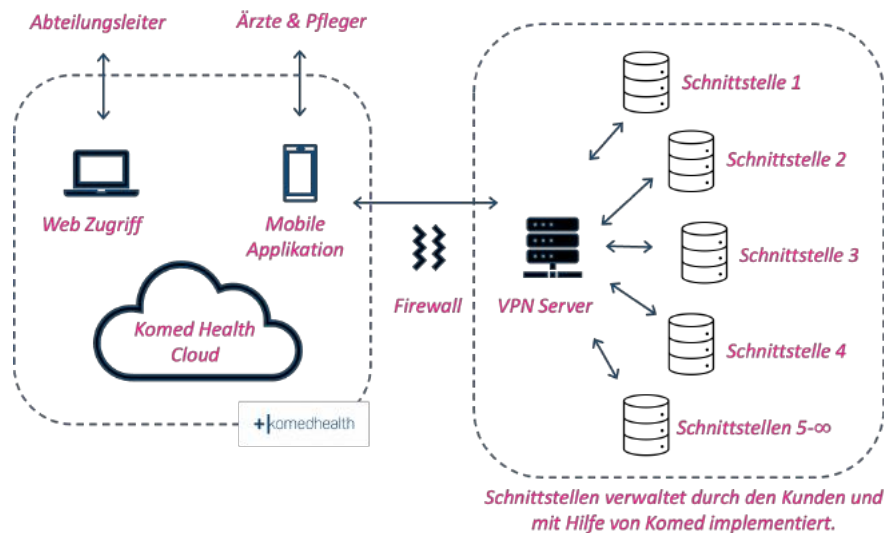 Abteilungsleiter
Ärzte & Pfleger
Web Zugriff
Mobile
Applikation
Komed Health
Cloud
+|komedhealth
Firewall
VPN Server
Schnittstelle 1
Schnittstelle 2
Schnittstelle 3
Schnittstelle 4
Schnittstellen 5-∞
Schnittstellen verwaltet durch den Kunden und
mit Hilfe von Komed implementiert.